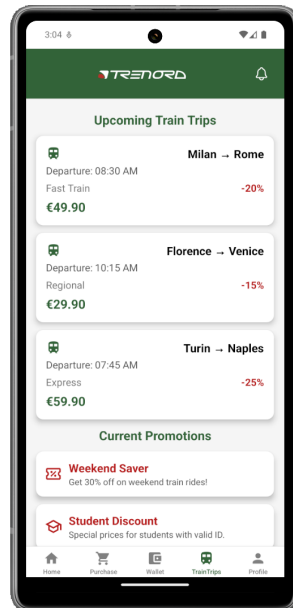 3:04
TRENORD
Upcoming Train Trips
Milan → Rome
Departure: 08:30 AM
Fast Train -20%
€49.90
Florence → Venice
Departure: 10:15 AM
Regional -15%
€29.90
Turin → Naples
Departure: 07:45 AM
Express -25%
€59.90
Current Promotions
Weekend Saver
Get 30% off on weekend train rides!
Student Discount
Special prices for students with valid ID.
Home Purchase Wallet TrainTrips Profile